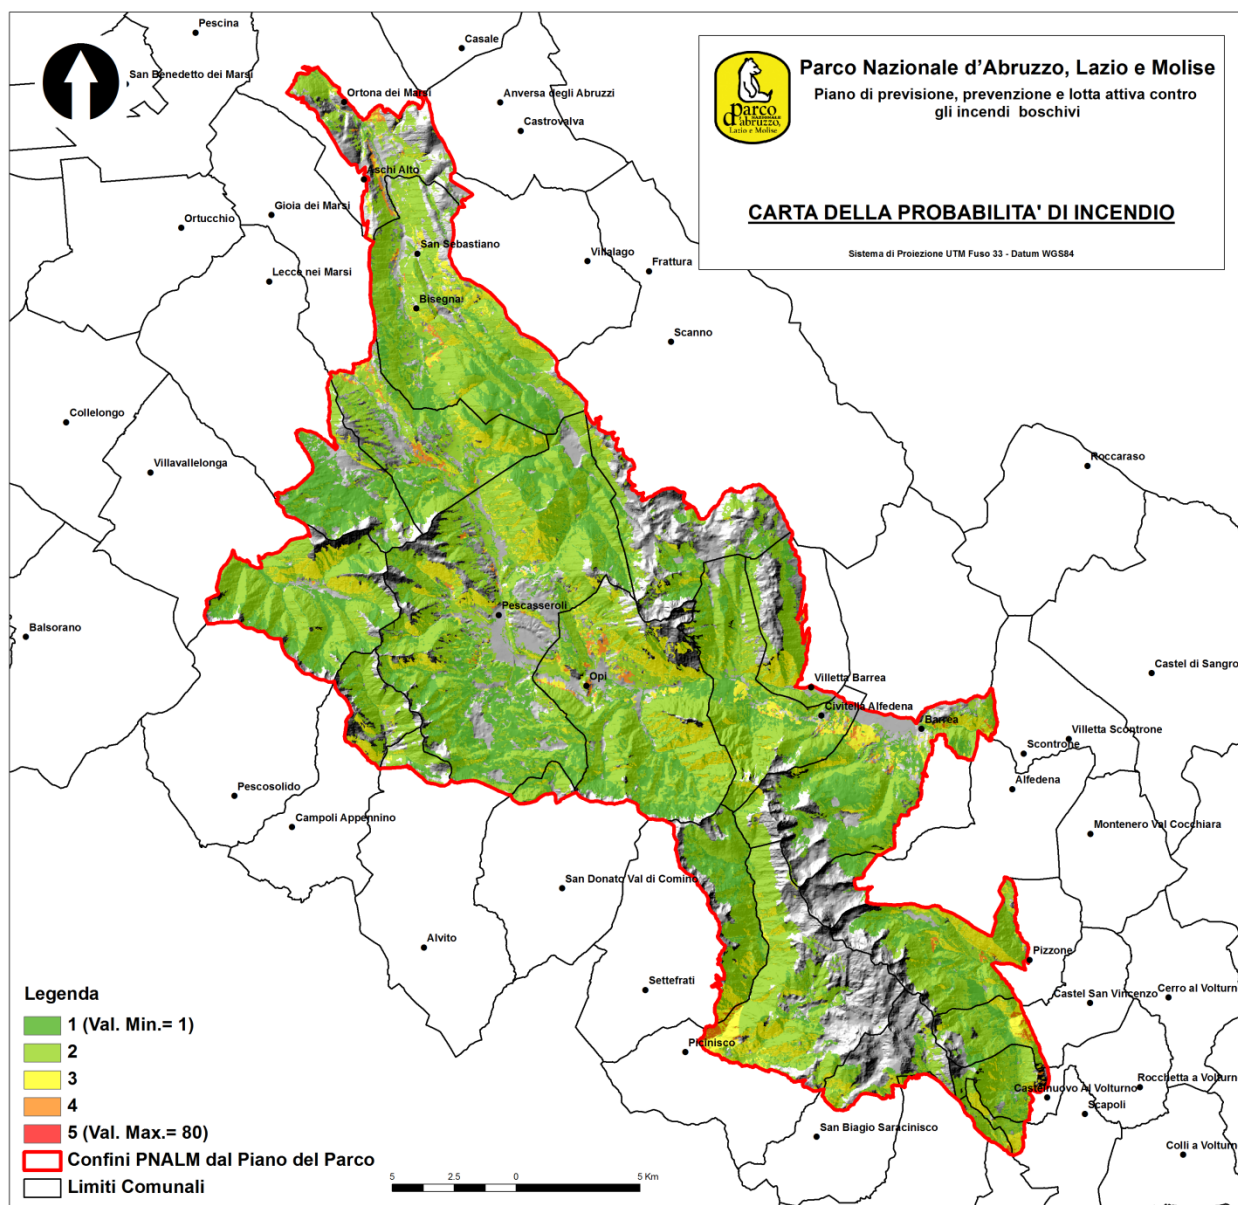 Parco Nazionale d'Abruzzo, Lazio e Molise
Piano di previsione, prevenzione e lotta attiva contro
gli incendi boschivi
CARTA DELLA PROBABILITA' DI INCENDIO
Sistema di Proiezione UTM Fuso 33 - Datum WGS84
parco
NAZIONALE
d'abruzzo,
Lazio e Molise
Pescina
Casale
San Benedetto dei Marsi
Ortona dei Marsi
Anversa degli Abruzzi
Castrovalva
Aschi Alto
Gioia dei Marsi
Ortucchio
San Sebastiano
Villalago
Frattura
Lecce nei Marsi
Bisegna
Scanno
Collelongo
Villavallelonga
Roccaraso
Pescasseroli
Balsorano
Opi
Villetta Barrea
Castel di Sangro
Civitella Alfedena
Barrea
Villetta Scontrone
Scontrone
Alfedena
Pescosolido
Campoli Appennino
Montenero Val Cocchiara
San Donato Val di Comino
Alvito
Pizzone
Settefrati
Castel San Vincenzo
Cerro al Volturn
Picinisco
Castelnuovo Al Volturno
Rocchetta a Volturn
Scapoli
San Biagio Saracinisco
Colli a Volturn
Legenda
1 (Val. Min.= 1)
2
3
4
5 (Val. Max.= 80)
Confini PNALM dal Piano del Parco
Limiti Comunali
5 2.5 0 5 Km